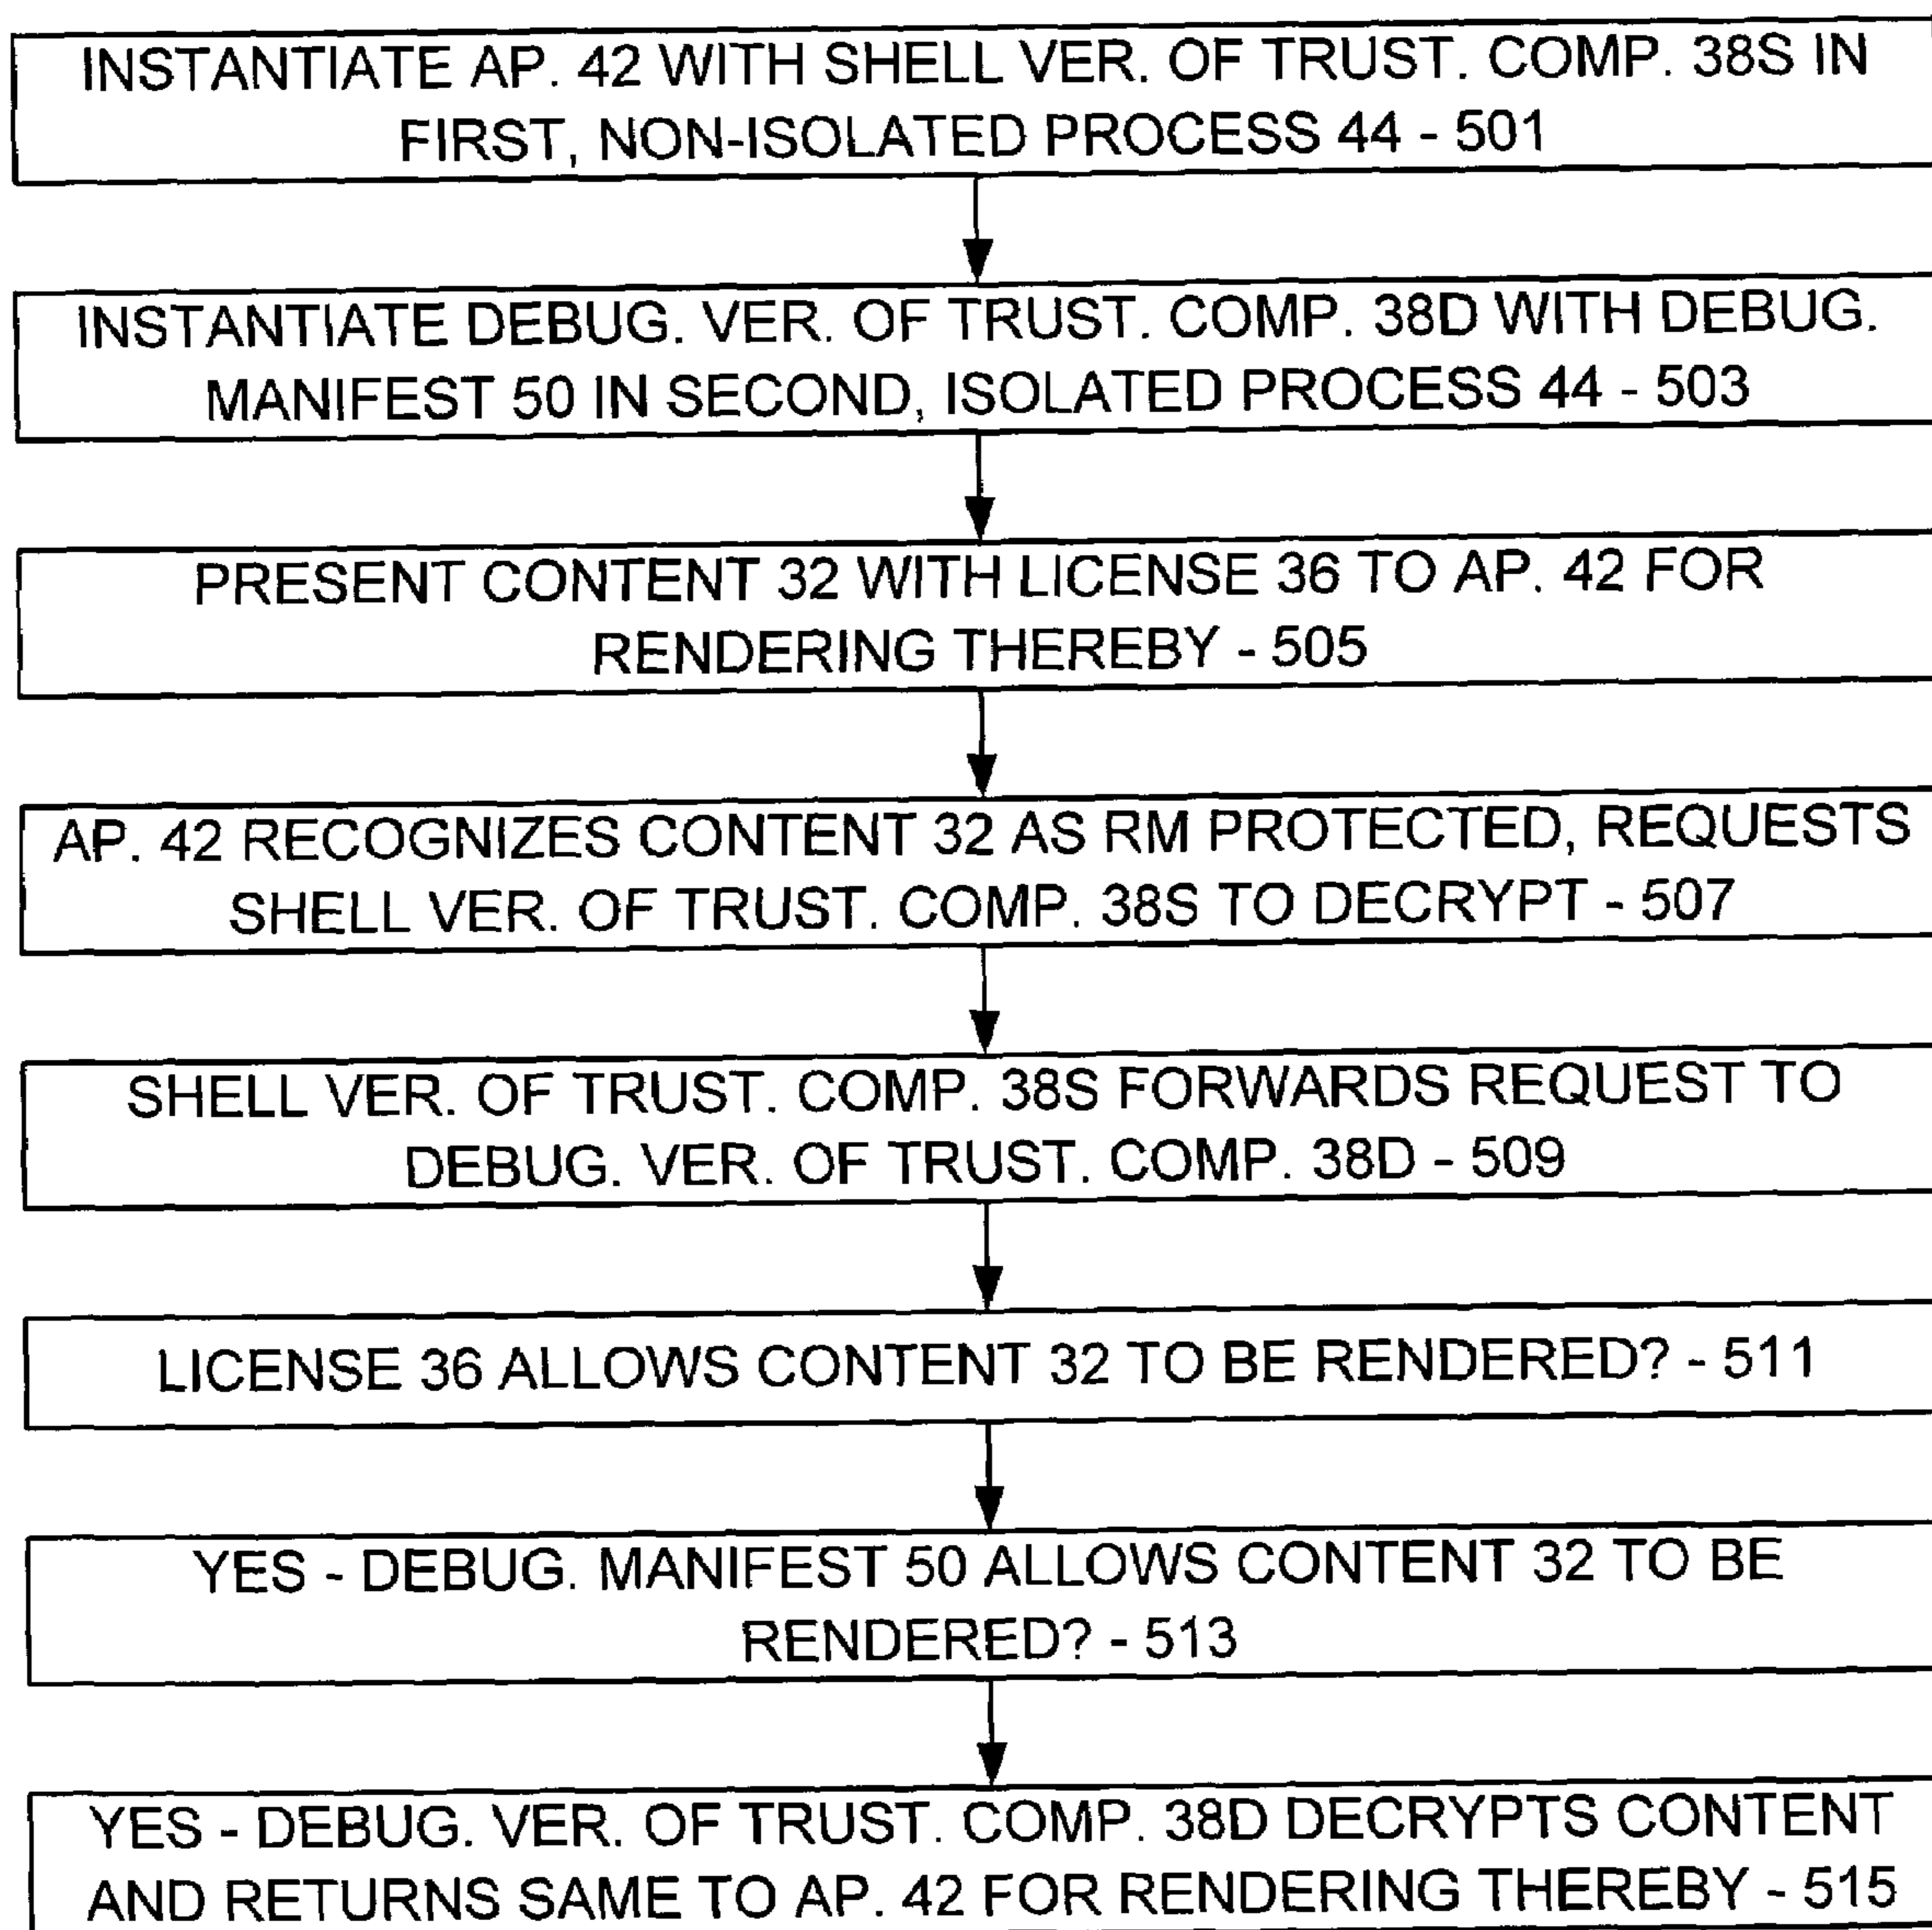 INSTANTIATE AP. 42 WITH SHELL VER. OF TRUST. COMP. 38S IN
FIRST, NON-ISOLATED PROCESS 44 - 501
INSTANTIATE DEBUG. VER. OF TRUST. COMP. 38D WITH DEBUG.
MANIFEST 50 IN SECOND, ISOLATED PROCESS 44 - 503
PRESENT CONTENT 32 WITH LICENSE 36 TO AP. 42 FOR
RENDERING THEREBY - 505
AP. 42 RECOGNIZES CONTENT 32 AS RM PROTECTED, REQUESTS
SHELL VER. OF TRUST. COMP. 38S TO DECRYPT - 507
SHELL VER. OF TRUST. COMP. 38S FORWARDS REQUEST TO
DEBUG. VER. OF TRUST. COMP. 38D - 509
LICENSE 36 ALLOWS CONTENT 32 TO BE RENDERED? - 511
YES - DEBUG. MANIFEST 50 ALLOWS CONTENT 32 TO BE
RENDERED? - 513
YES - DEBUG. VER. OF TRUST. COMP. 38D DECRYPTS CONTENT
AND RETURNS SAME TO AP. 42 FOR RENDERING THEREBY - 515